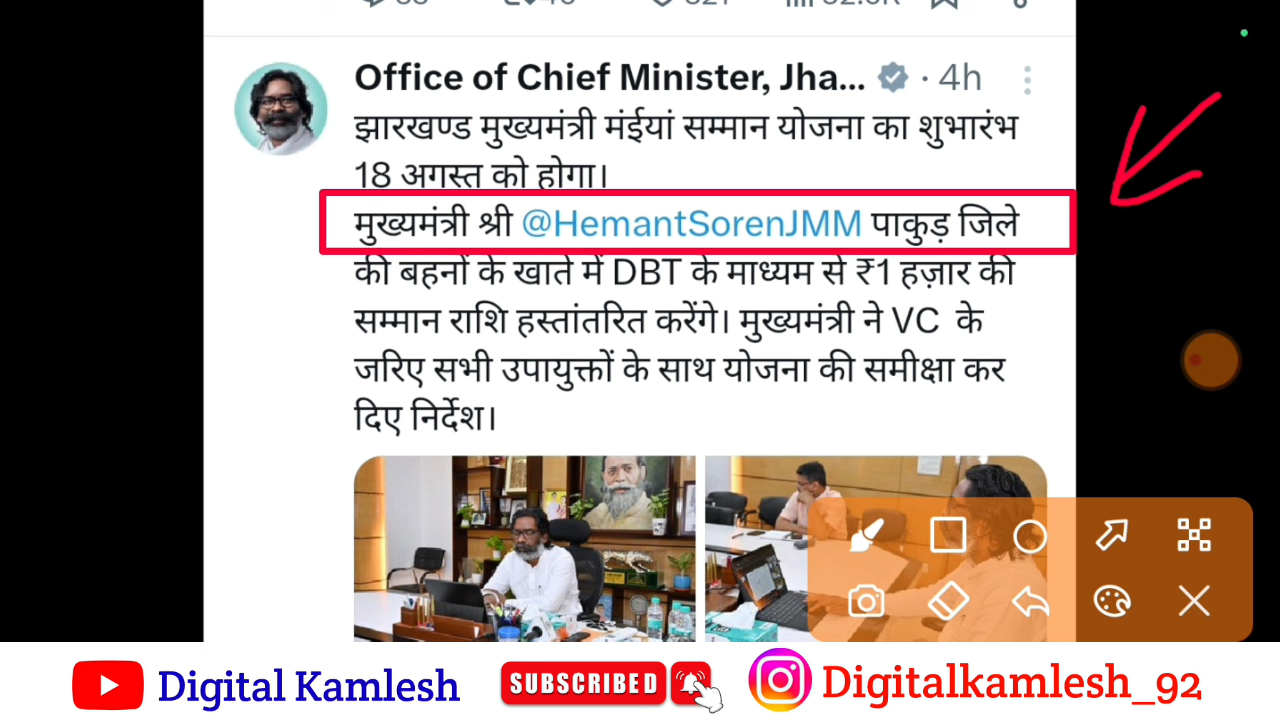 Office of Chief Minister, Jha... · 4h
झारखण्ड मुख्यमंत्री मंईयां सम्मान योजना का शुभारंभ
18 अगस्त को होगा।
मुख्यमंत्री श्री @HemantSorenJMM पाकुड़ जिले
की बहनों के खाते में DBT के माध्यम से ₹1 हज़ार की
सम्मान राशि हस्तांतरित करेंगे। मुख्यमंत्री ने VC के
जरिए सभी उपायुक्तों के साथ योजना की समीक्षा कर
दिए निर्देश।
Digital Kamlesh
SUBSCRIBED
Digitalkamlesh_92